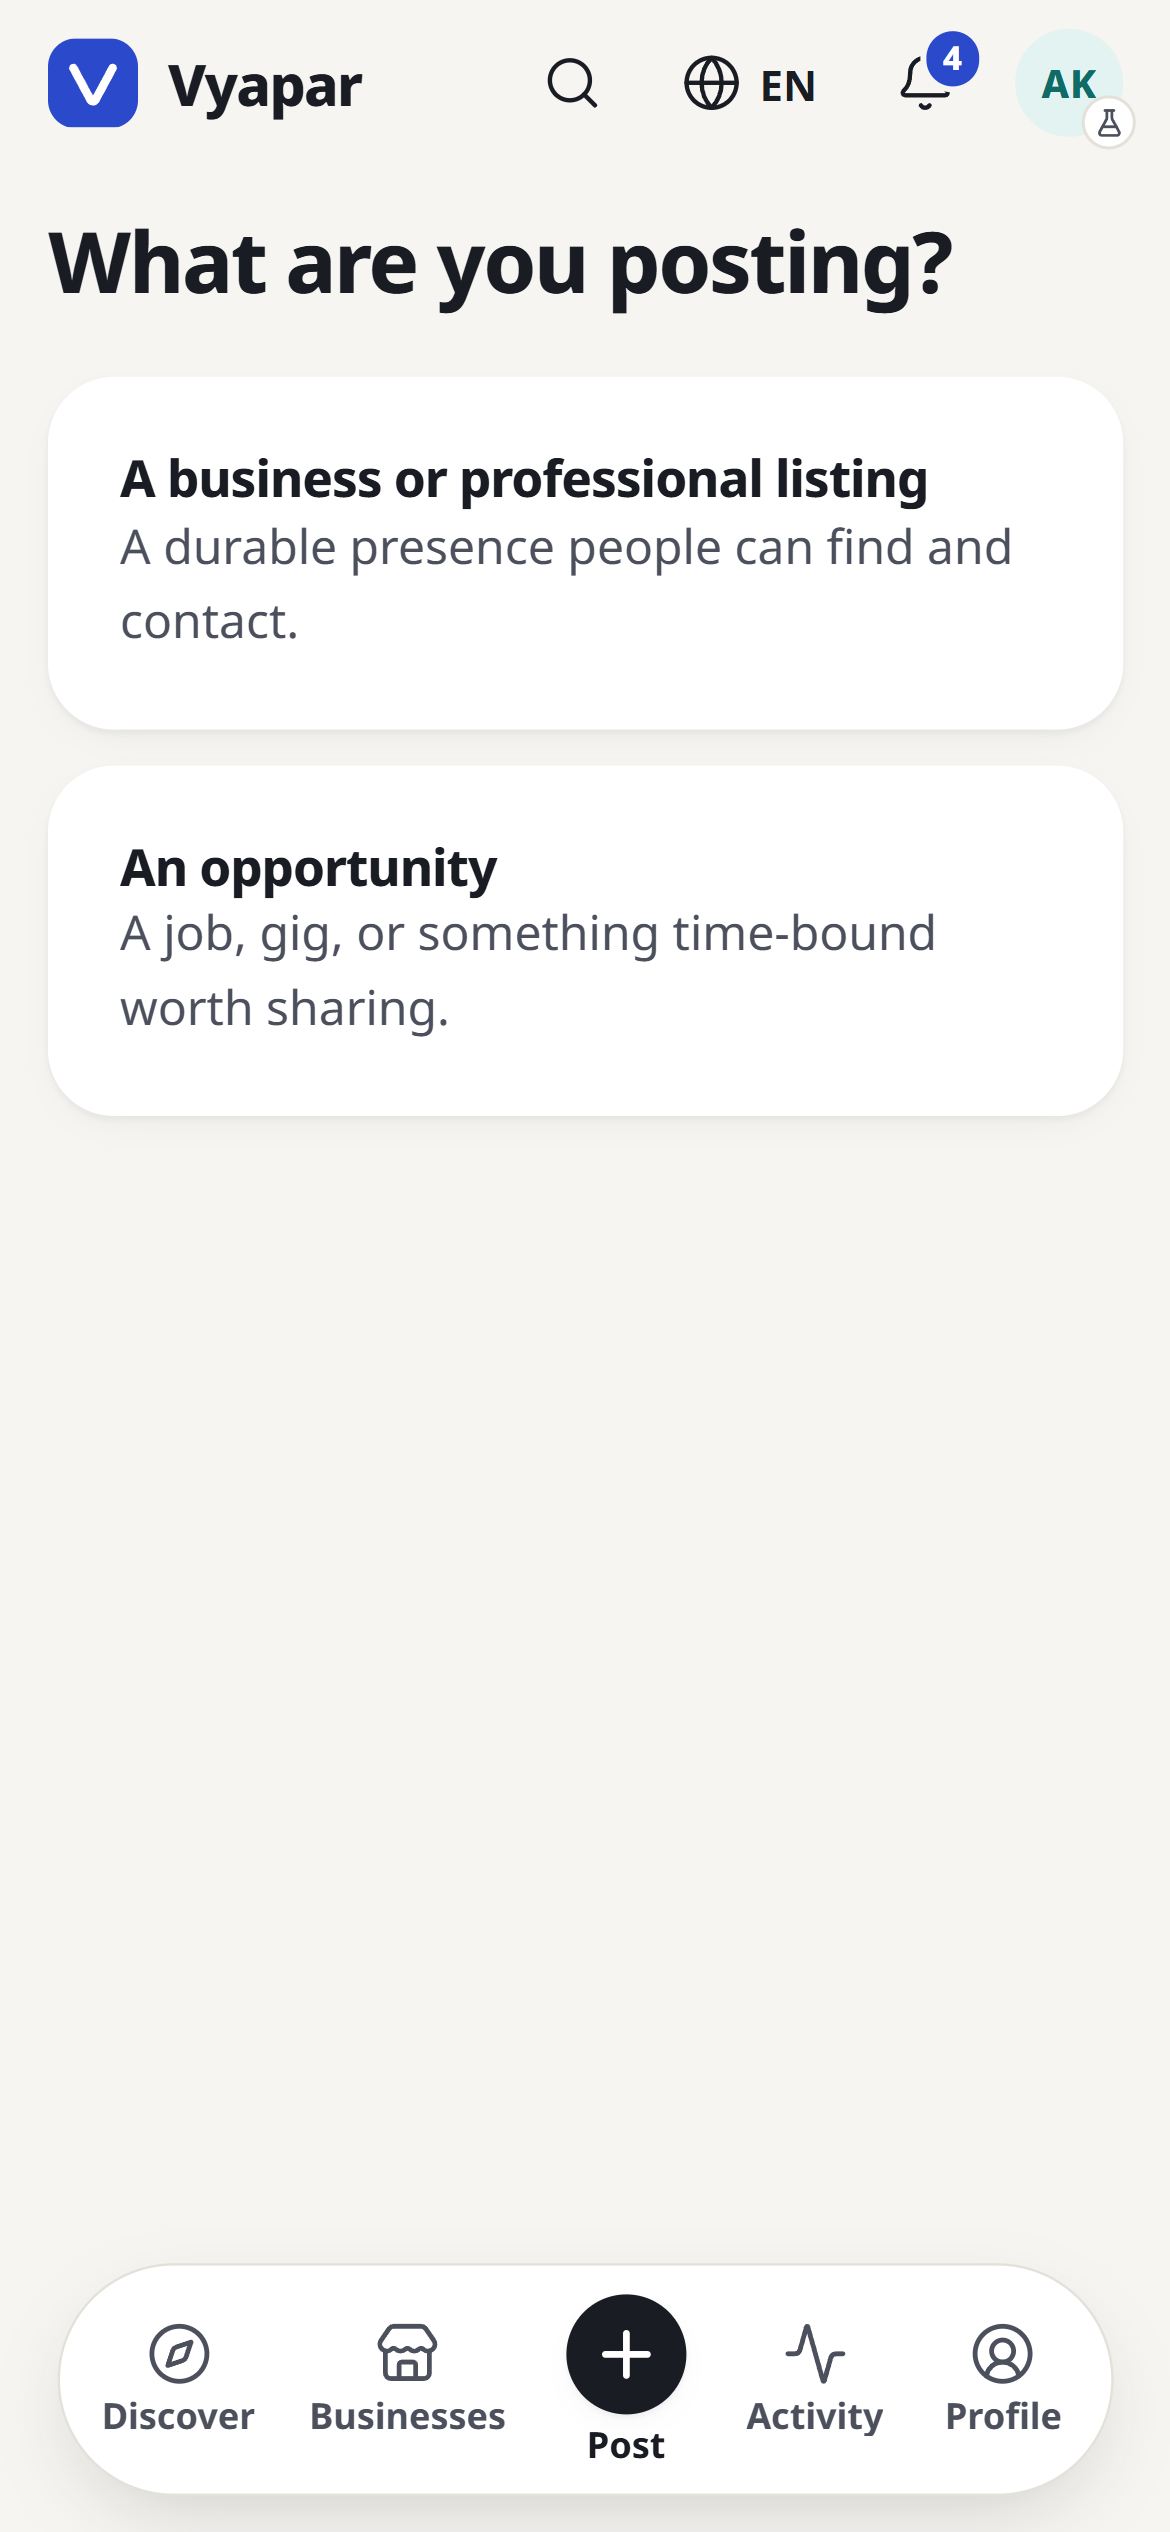 Vyapar
EN
4
AK
What are you posting?
A business or professional listing
A durable presence people can find and
contact.
An opportunity
A job, gig, or something time-bound
worth sharing.
Discover
Businesses
Post
Activity
Profile